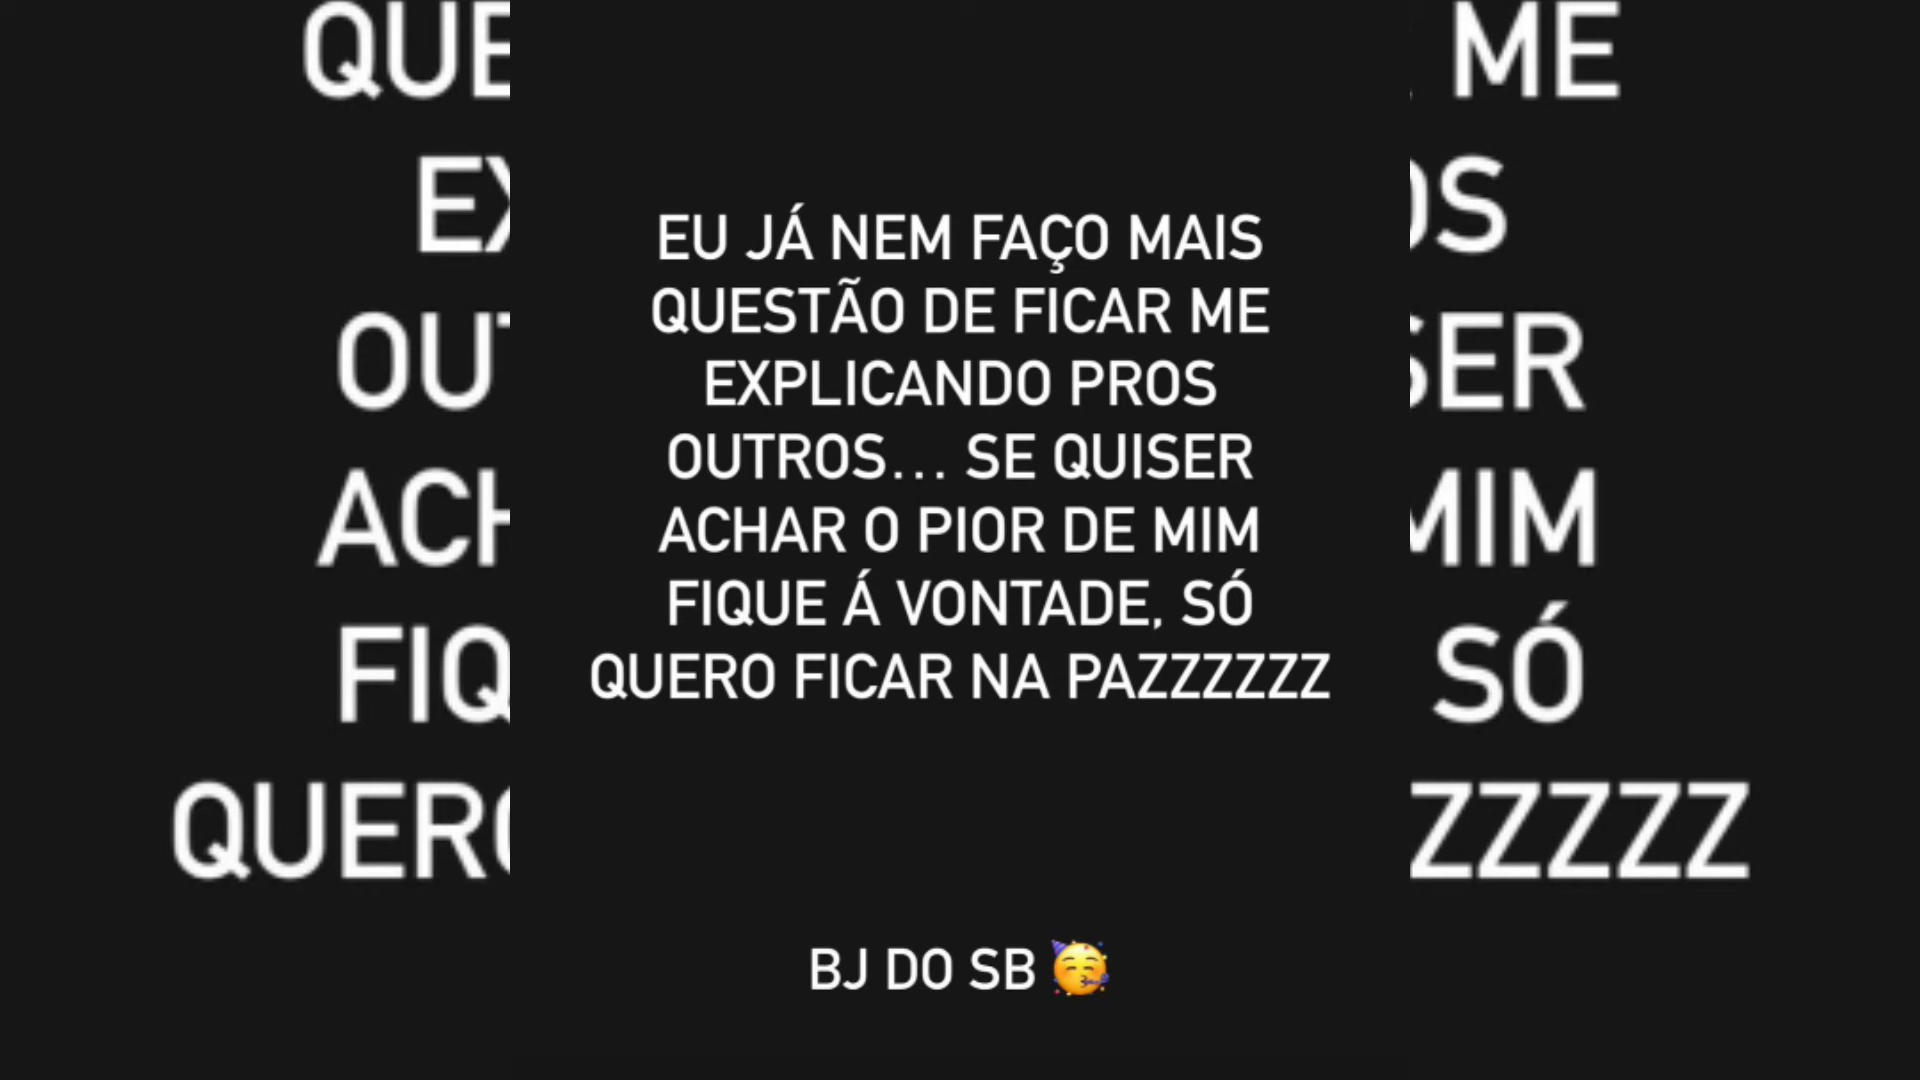 EU JÁ NEM FAÇO MAIS
QUESTÃO DE FICAR ME
EXPLICANDO PROS
OUTROS... SE QUISER
ACHAR O PIOR DE MIM
FIQUE Á VONTADE, SÓ
QUERO FICAR NA PAZZZZZZ
BJ DO SB 🥳